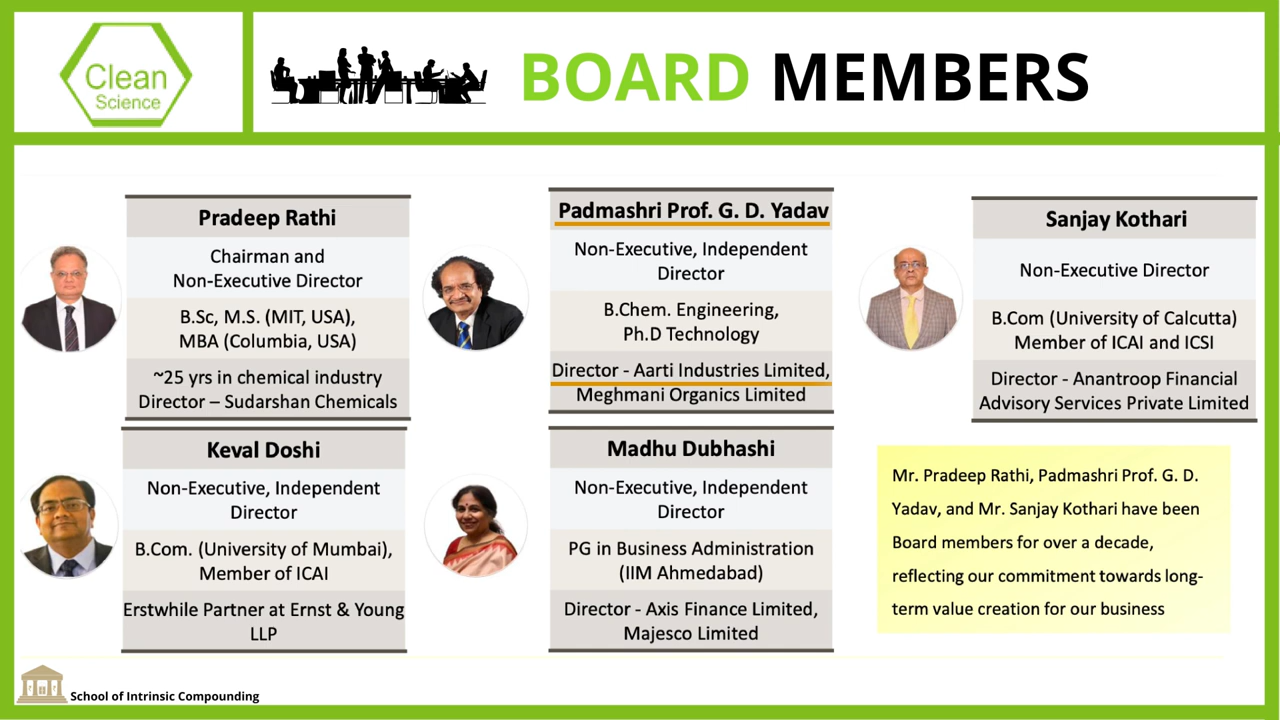 Clean
Science
BOARD MEMBERS
Pradeep Rathi
Chairman and
Non-Executive Director
B.Sc, M.S. (MIT, USA),
MBA (Columbia, USA)
~25 yrs in chemical industry
Director – Sudarshan Chemicals
Padmashri Prof. G. D. Yadav
Non-Executive, Independent
Director
B.Chem. Engineering,
Ph.D Technology
Director - Aarti Industries Limited,
Meghmani Organics Limited
Sanjay Kothari
Non-Executive Director
B.Com (University of Calcutta)
Member of ICAI and ICSI
Director - Anantroop Financial
Advisory Services Private Limited
Keval Doshi
Non-Executive, Independent
Director
B.Com. (University of Mumbai),
Member of ICAI
Erstwhile Partner at Ernst & Young
LLP
Madhu Dubhashi
Non-Executive, Independent
Director
PG in Business Administration
(IIM Ahmedabad)
Director - Axis Finance Limited,
Majesco Limited
Mr. Pradeep Rathi, Padmashri Prof. G. D.
Yadav, and Mr. Sanjay Kothari have been
Board members for over a decade,
reflecting our commitment towards long-
term value creation for our business
School of Intrinsic Compounding